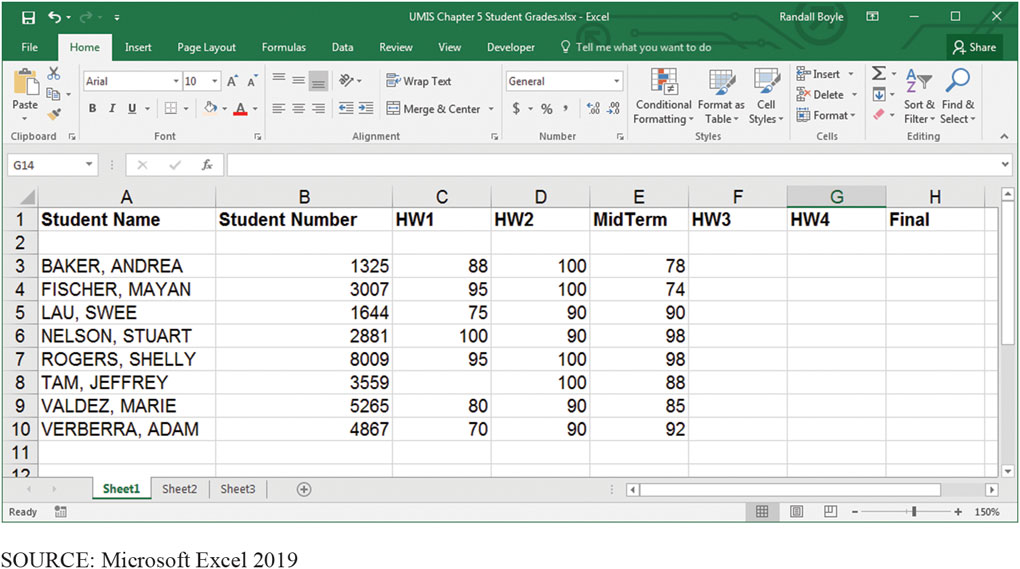 UMIS Chapter 5 Student Grades.xlsx - Excel Randall Boyle
File Home Insert Page Layout Formulas Data Review View Developer Tell me what you want to do Share
Arial 10 Wrap Text General Insert
Paste B I U Merge & Center $ % , Conditional Formatting Format as Table Cell Styles Delete Sort & Filter Find & Select
Format
Clipboard Font Alignment Number Styles Cells Editing
G14 fx
A B C D E F G H
1 Student Name Student Number HW1 HW2 MidTerm HW3 HW4 Final
2
3 BAKER, ANDREA 1325 88 100 78
4 FISCHER, MAYAN 3007 95 100 74
5 LAU, SWEE 1644 75 90 90
6 NELSON, STUART 2881 100 90 98
7 ROGERS, SHELLY 8009 95 100 98
8 TAM, JEFFREY 3559 100 88
9 VALDEZ, MARIE 5265 80 90 85
10 VERBERRA, ADAM 4867 70 90 92
11
12
Sheet1 Sheet2 Sheet3
Ready 150%
SOURCE: Microsoft Excel 2019